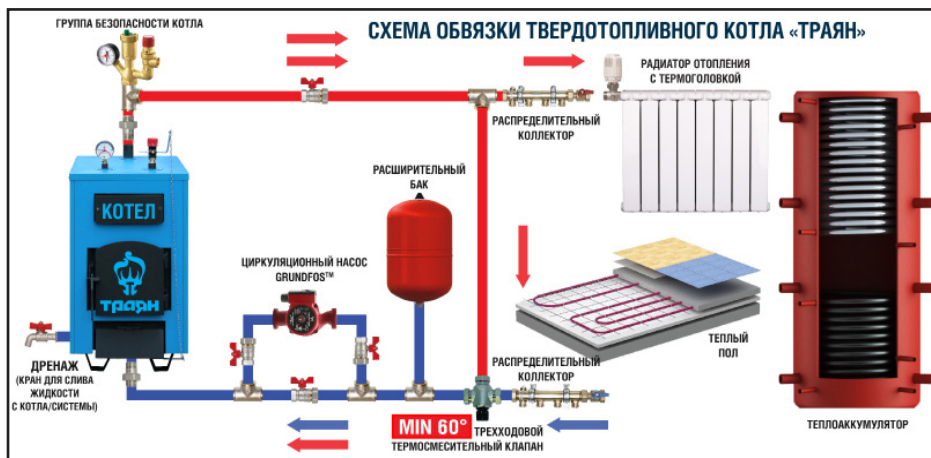 ГРУППА БЕЗОПАСНОСТИ КОТЛА
СХЕМА ОБВЯЗКИ ТВЕРДОТОПЛИВНОГО КОТЛА «ТРАЯН»
РАДИАТОР ОТОПЛЕНИЯ
С ТЕРМОГОЛОВКОЙ
РАСПРЕДЕЛИТЕЛЬНЫЙ
КОЛЛЕКТОР
РАСШИРИТЕЛЬНЫЙ
БАК
КОТЕЛ
ТРАЯН
ЦИРКУЛЯЦИОННЫЙ НАСОС
GRUNDFOS™
ТЕПЛЫЙ
ПОЛ
ДРЕНАЖ
(КРАН ДЛЯ СЛИВА
ЖИДКОСТИ
С КОТЛА/СИСТЕМЫ)
РАСПРЕДЕЛИТЕЛЬНЫЙ
КОЛЛЕКТОР
MIN 60° ТРЕХХОДОВОЙ
ТЕРМОСМЕСИТЕЛЬНЫЙ КЛАПАН
ТЕПЛОАККУМУЛЯТОР